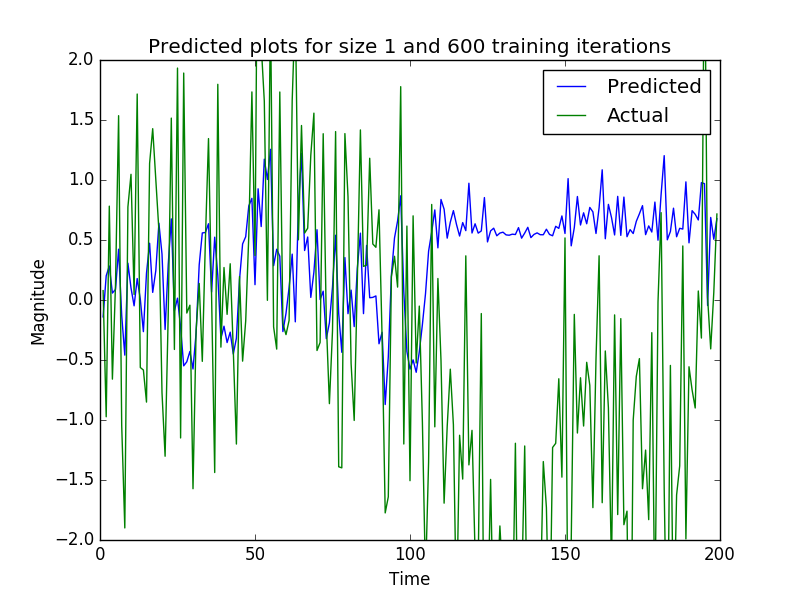 Predicted plots for size 1 and 600 training iterations
Predicted
Actual
Magnitude
2.0
1.5
1.0
0.5
0.0
−0.5
−1.0
−1.5
−2.0
0 50 100 150 200
Time